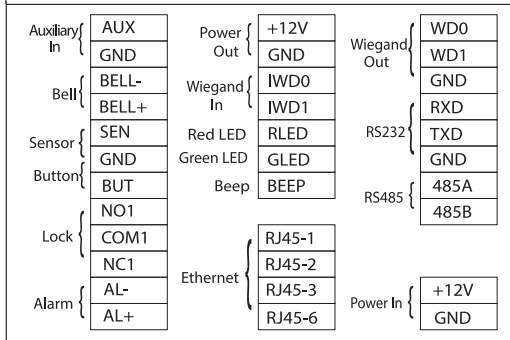 Auxiliary In
AUX
GND
Bell
BELL-
BELL+
Sensor
SEN
GND
Button
BUT
Lock
NO1
COM1
NC1
Alarm
AL-
AL+
Power Out
+12V
GND
Wiegand In
IWD0
IWD1
Red LED
RLED
Green LED
GLED
Beep
BEEP
Ethernet
RJ45-1
RJ45-2
RJ45-3
RJ45-6
Wiegand Out
WD0
WD1
GND
RS232
RXD
TXD
GND
RS485
485A
485B
Power In
+12V
GND